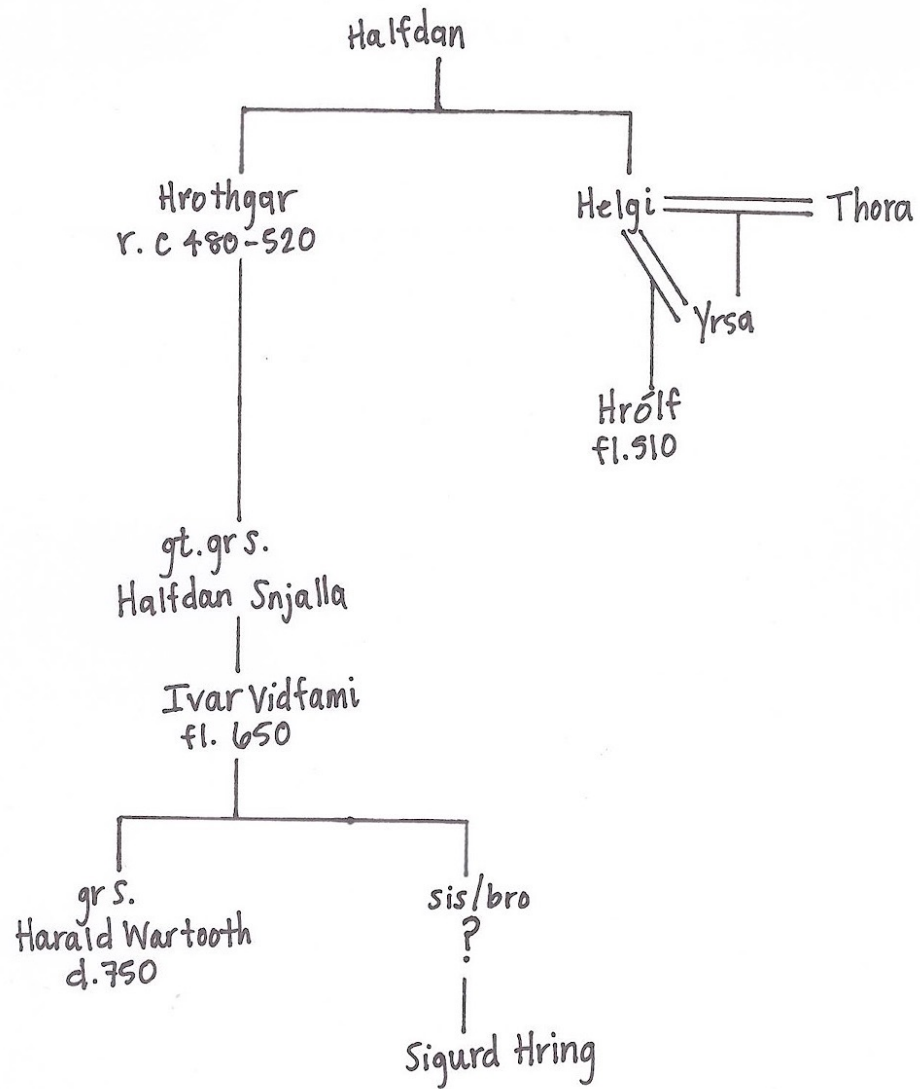 Halfdan
Hrothgar
r. c 480-520
Helgi
Thora
Yrsa
Hrólf
fl.510
gt.gr s.
Halfdan Snjalla
Ivar Vidfami
fl. 650
gr s.
Harald Wartooth
d.750
sis/bro
?
Sigurd Hring